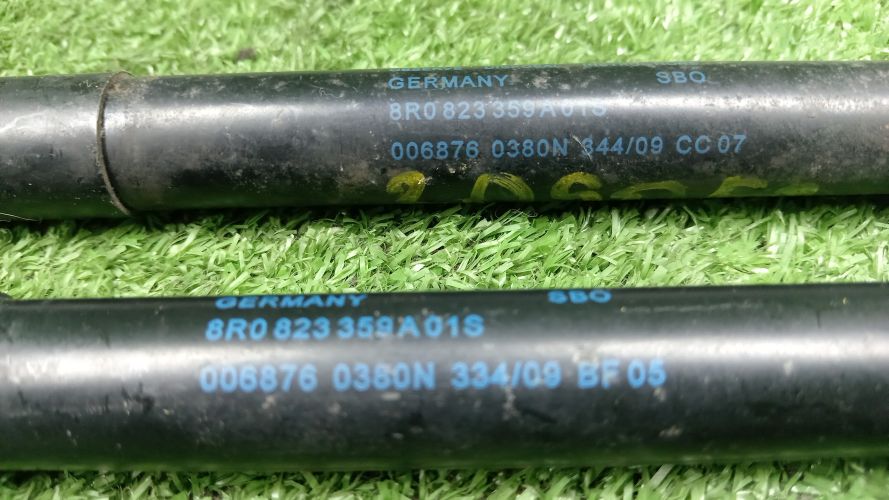 GERMANY SBO
8R0 823 359 A 01S
006876 0380N 344/09 CC 07
GERMANY SBO
8R0 823 359 A 01S
006876 0380N 334/09 BF 05